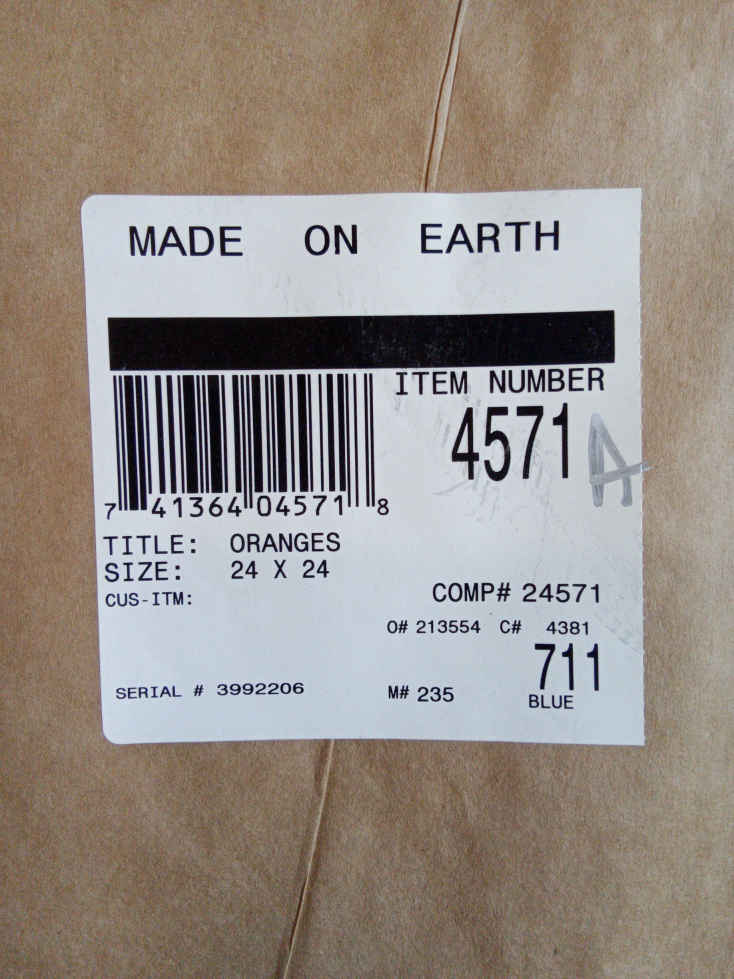 MADE ON EARTH
ITEM NUMBER
4571 A
7 41364 04571 8
TITLE: ORANGES
SIZE: 24 X 24
CUS-ITM:
COMP# 24571
O# 213554 C# 4381
711
SERIAL # 3992206
M# 235
BLUE